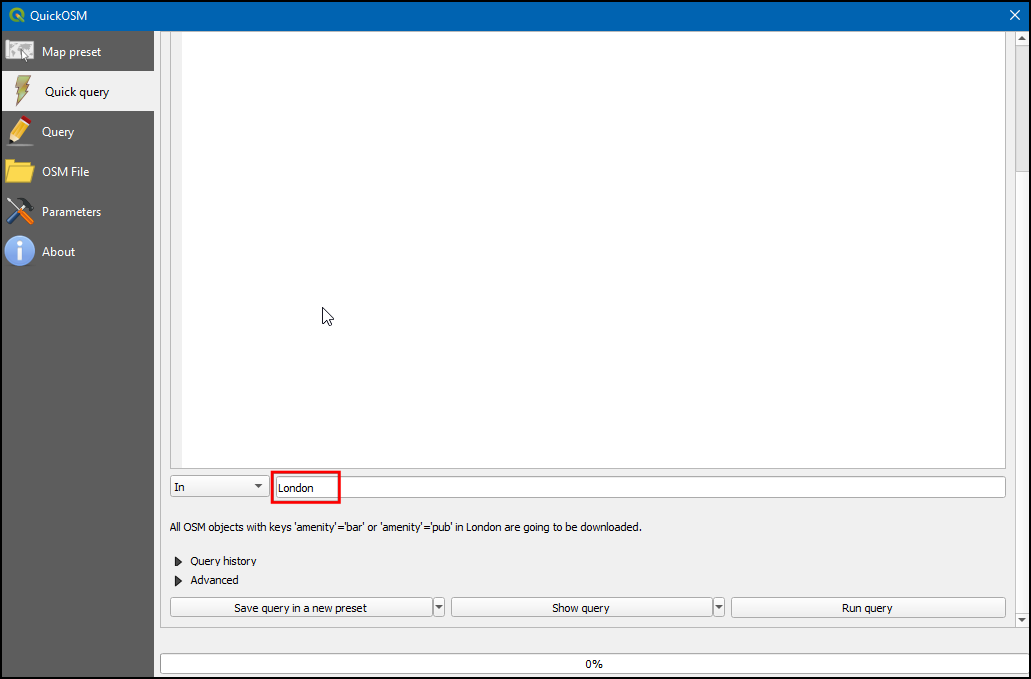 QuickOSM
Map preset
Quick query
Query
OSM File
Parameters
About
In
London
All OSM objects with keys 'amenity'='bar' or 'amenity'='pub' in London are going to be downloaded.
Query history
Advanced
Save query in a new preset
Show query
Run query
0%